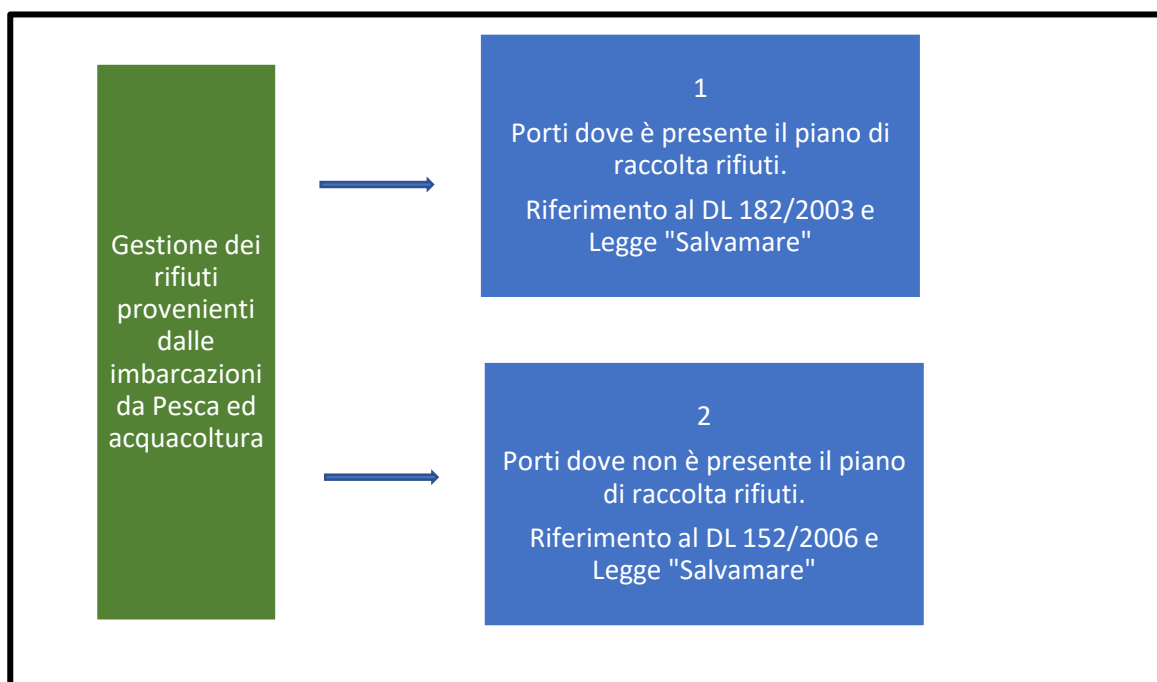 Gestione dei
rifiuti
provenienti
dalle
imbarcazioni
da Pesca ed
acquacoltura
1
Porti dove è presente il piano di
raccolta rifiuti.
Riferimento al DL 182/2003 e
Legge "Salvamare"
2
Porti dove non è presente il piano
di raccolta rifiuti.
Riferimento al DL 152/2006 e
Legge "Salvamare"